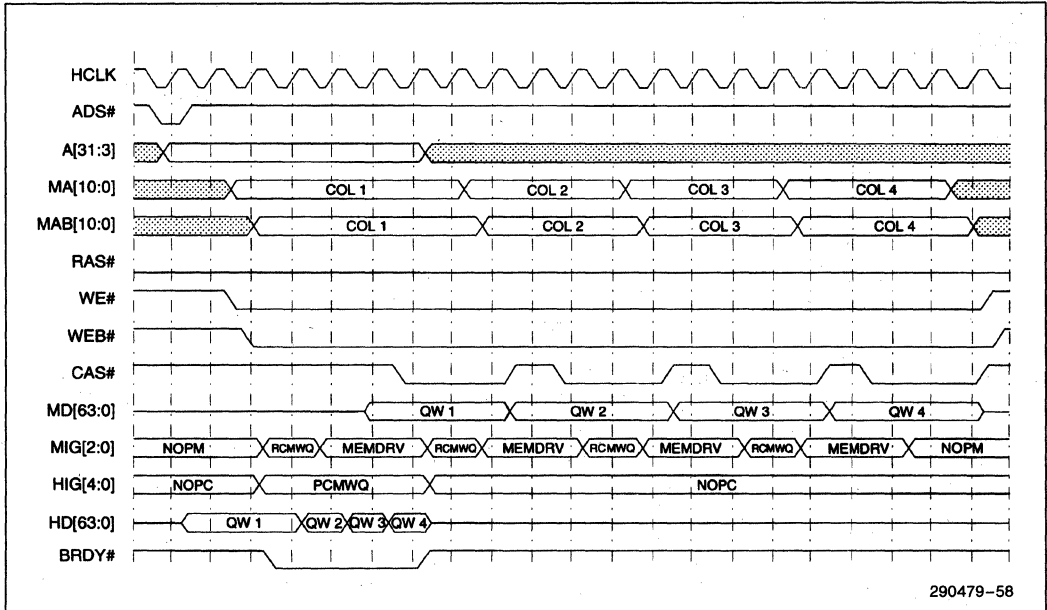 HCLK
ADS#
A[31:3]
MA[10:0] COL 1 COL 2 COL 3 COL 4
MAB[10:0] COL 1 COL 2 COL 3 COL 4
RAS#
WE#
WEB#
CAS#
MD[63:0] QW 1 QW 2 QW 3 QW 4
MIG[2:0] NOPM RCMWQ MEMDRV RCMWQ MEMDRV RCMWQ MEMDRV RCMWQ MEMDRV NOPM
HIG[4:0] NOPC PCMWQ NOPC
HD[63:0] QW 1 QW 2 QW 3 QW 4
BRDY#
290479-58